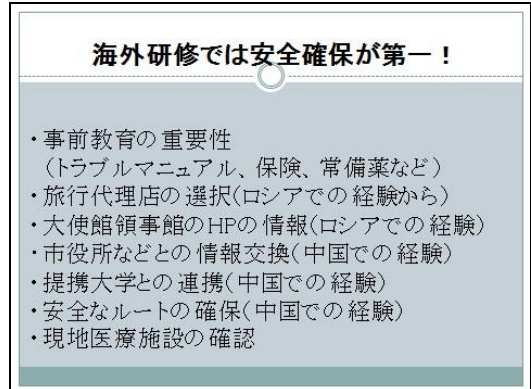 海外研修では安全確保が第一！
・事前教育の重要性
（トラブルマニュアル、保険、常備薬など）
・旅行代理店の選択(ロシアでの経験から)
・大使館領事館のHPの情報(ロシアでの経験)
・市役所などとの情報交換(中国での経験)
・提携大学との連携(中国での経験)
・安全なルートの確保(中国での経験)
・現地医療施設の確認